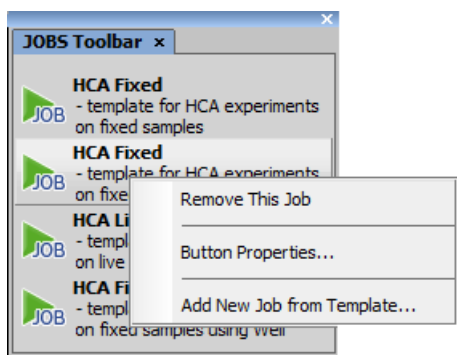 JOBS Toolbar ×
JOB
HCA Fixed
- template for HCA experiments
on fixed samples
JOB
HCA Fixed
- template for HCA experiments
on fixe
Remove This Job
Button Properties...
Add New Job from Template...
JOB
HCA Li
- templ
on live
JOB
HCA Fi
- templ
on fixed samples using Well